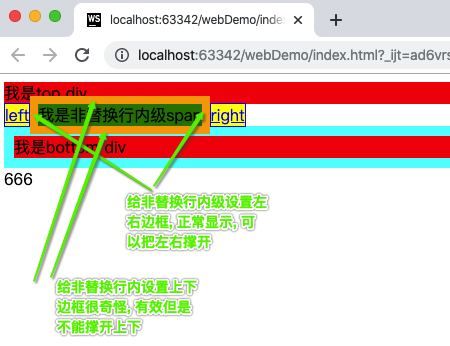 localhost:63342/webDemo/inde
localhost:63342/webDemo/index.html?_ijt=ad6vrs
我是top div
left 我是非替换行内级span right
我是bottom div
666
给非替换行内级设置左
右边框, 正常显示, 可
以把左右撑开
给非替换行内设置上下
边框很奇怪, 有效但是
不能撑开上下